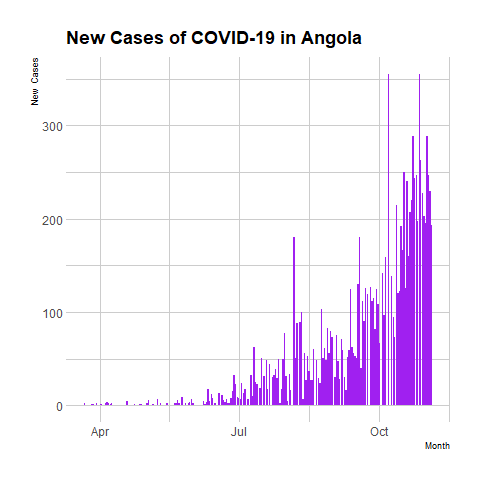 New Cases of COVID-19 in Angola
New Cases
300
200
100
0
Apr
Jul
Oct
Month